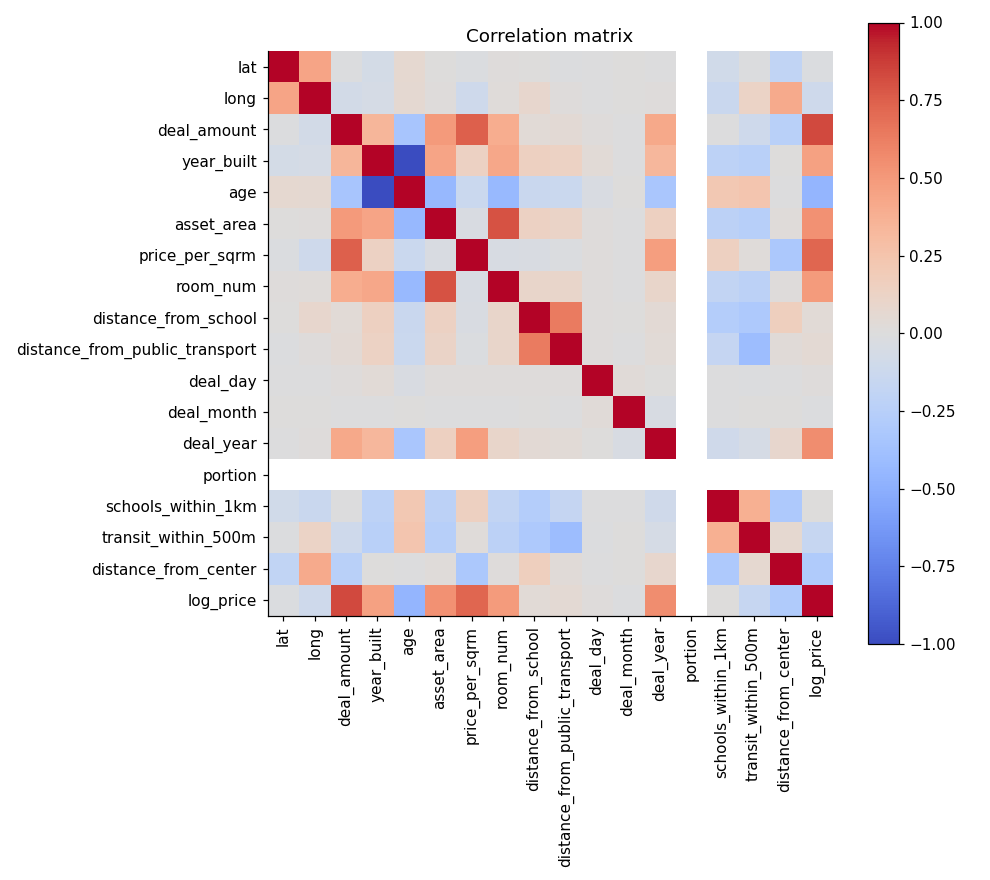 Correlation matrix
lat
long
deal_amount
year_built
age
asset_area
price_per_sqrm
room_num
distance_from_school
distance_from_public_transport
deal_day
deal_month
deal_year
portion
schools_within_1km
transit_within_500m
distance_from_center
log_price
lat
long
deal_amount
year_built
age
asset_area
price_per_sqrm
room_num
distance_from_school
distance_from_public_transport
deal_day
deal_month
deal_year
portion
schools_within_1km
transit_within_500m
distance_from_center
log_price
1.00
0.75
0.50
0.25
0.00
−0.25
−0.50
−0.75
−1.00